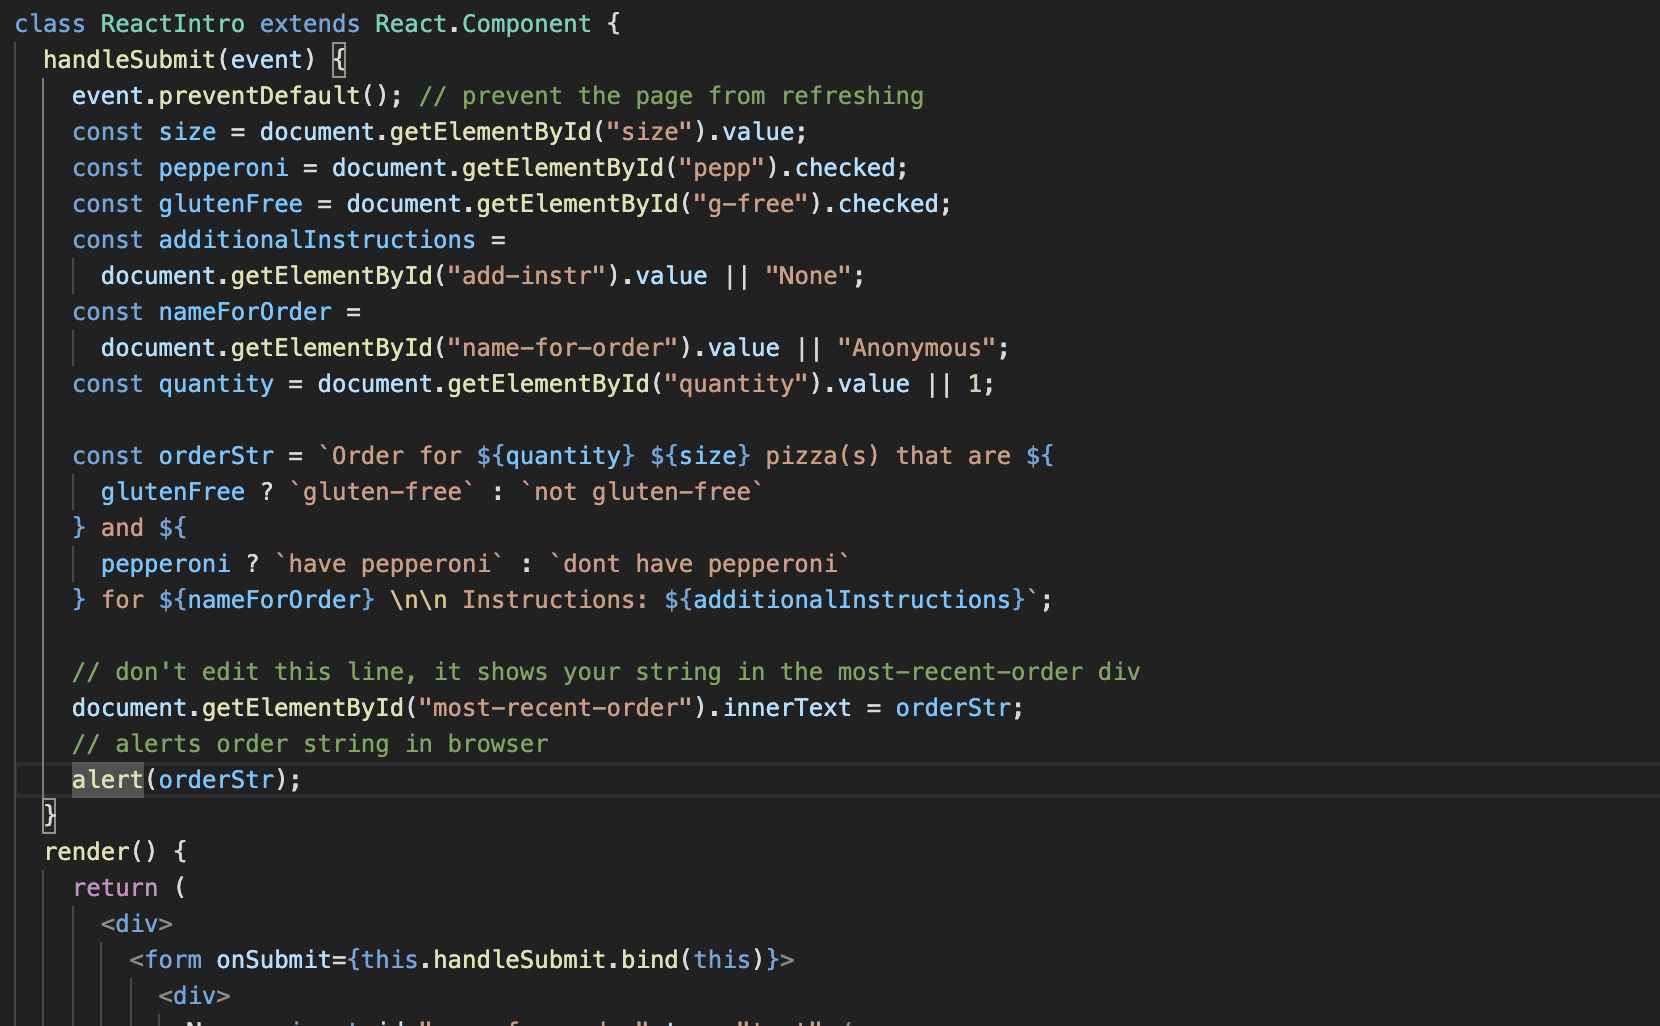 class ReactIntro extends React.Component {
handleSubmit(event) {
event.preventDefault(); // prevent the page from refreshing
const size = document.getElementById("size").value;
const pepperoni = document.getElementById("pepp").checked;
const glutenFree = document.getElementById("g-free").checked;
const additionalInstructions =
document.getElementById("add-instr").value || "None";
const nameForOrder =
document.getElementById("name-for-order").value || "Anonymous";
const quantity = document.getElementById("quantity").value || 1;
const orderStr = `Order for ${quantity} ${size} pizza(s) that are ${
glutenFree ? `gluten-free` : `not gluten-free`
} and ${
pepperoni ? `have pepperoni` : `dont have pepperoni`
} for ${nameForOrder} \n\n Instructions: ${additionalInstructions}`;
// don't edit this line, it shows your string in the most-recent-order div
document.getElementById("most-recent-order").innerText = orderStr;
// alerts order string in browser
alert(orderStr);
}
render() {
return (
<div>
<form onSubmit={this.handleSubmit.bind(this)}>
<div>